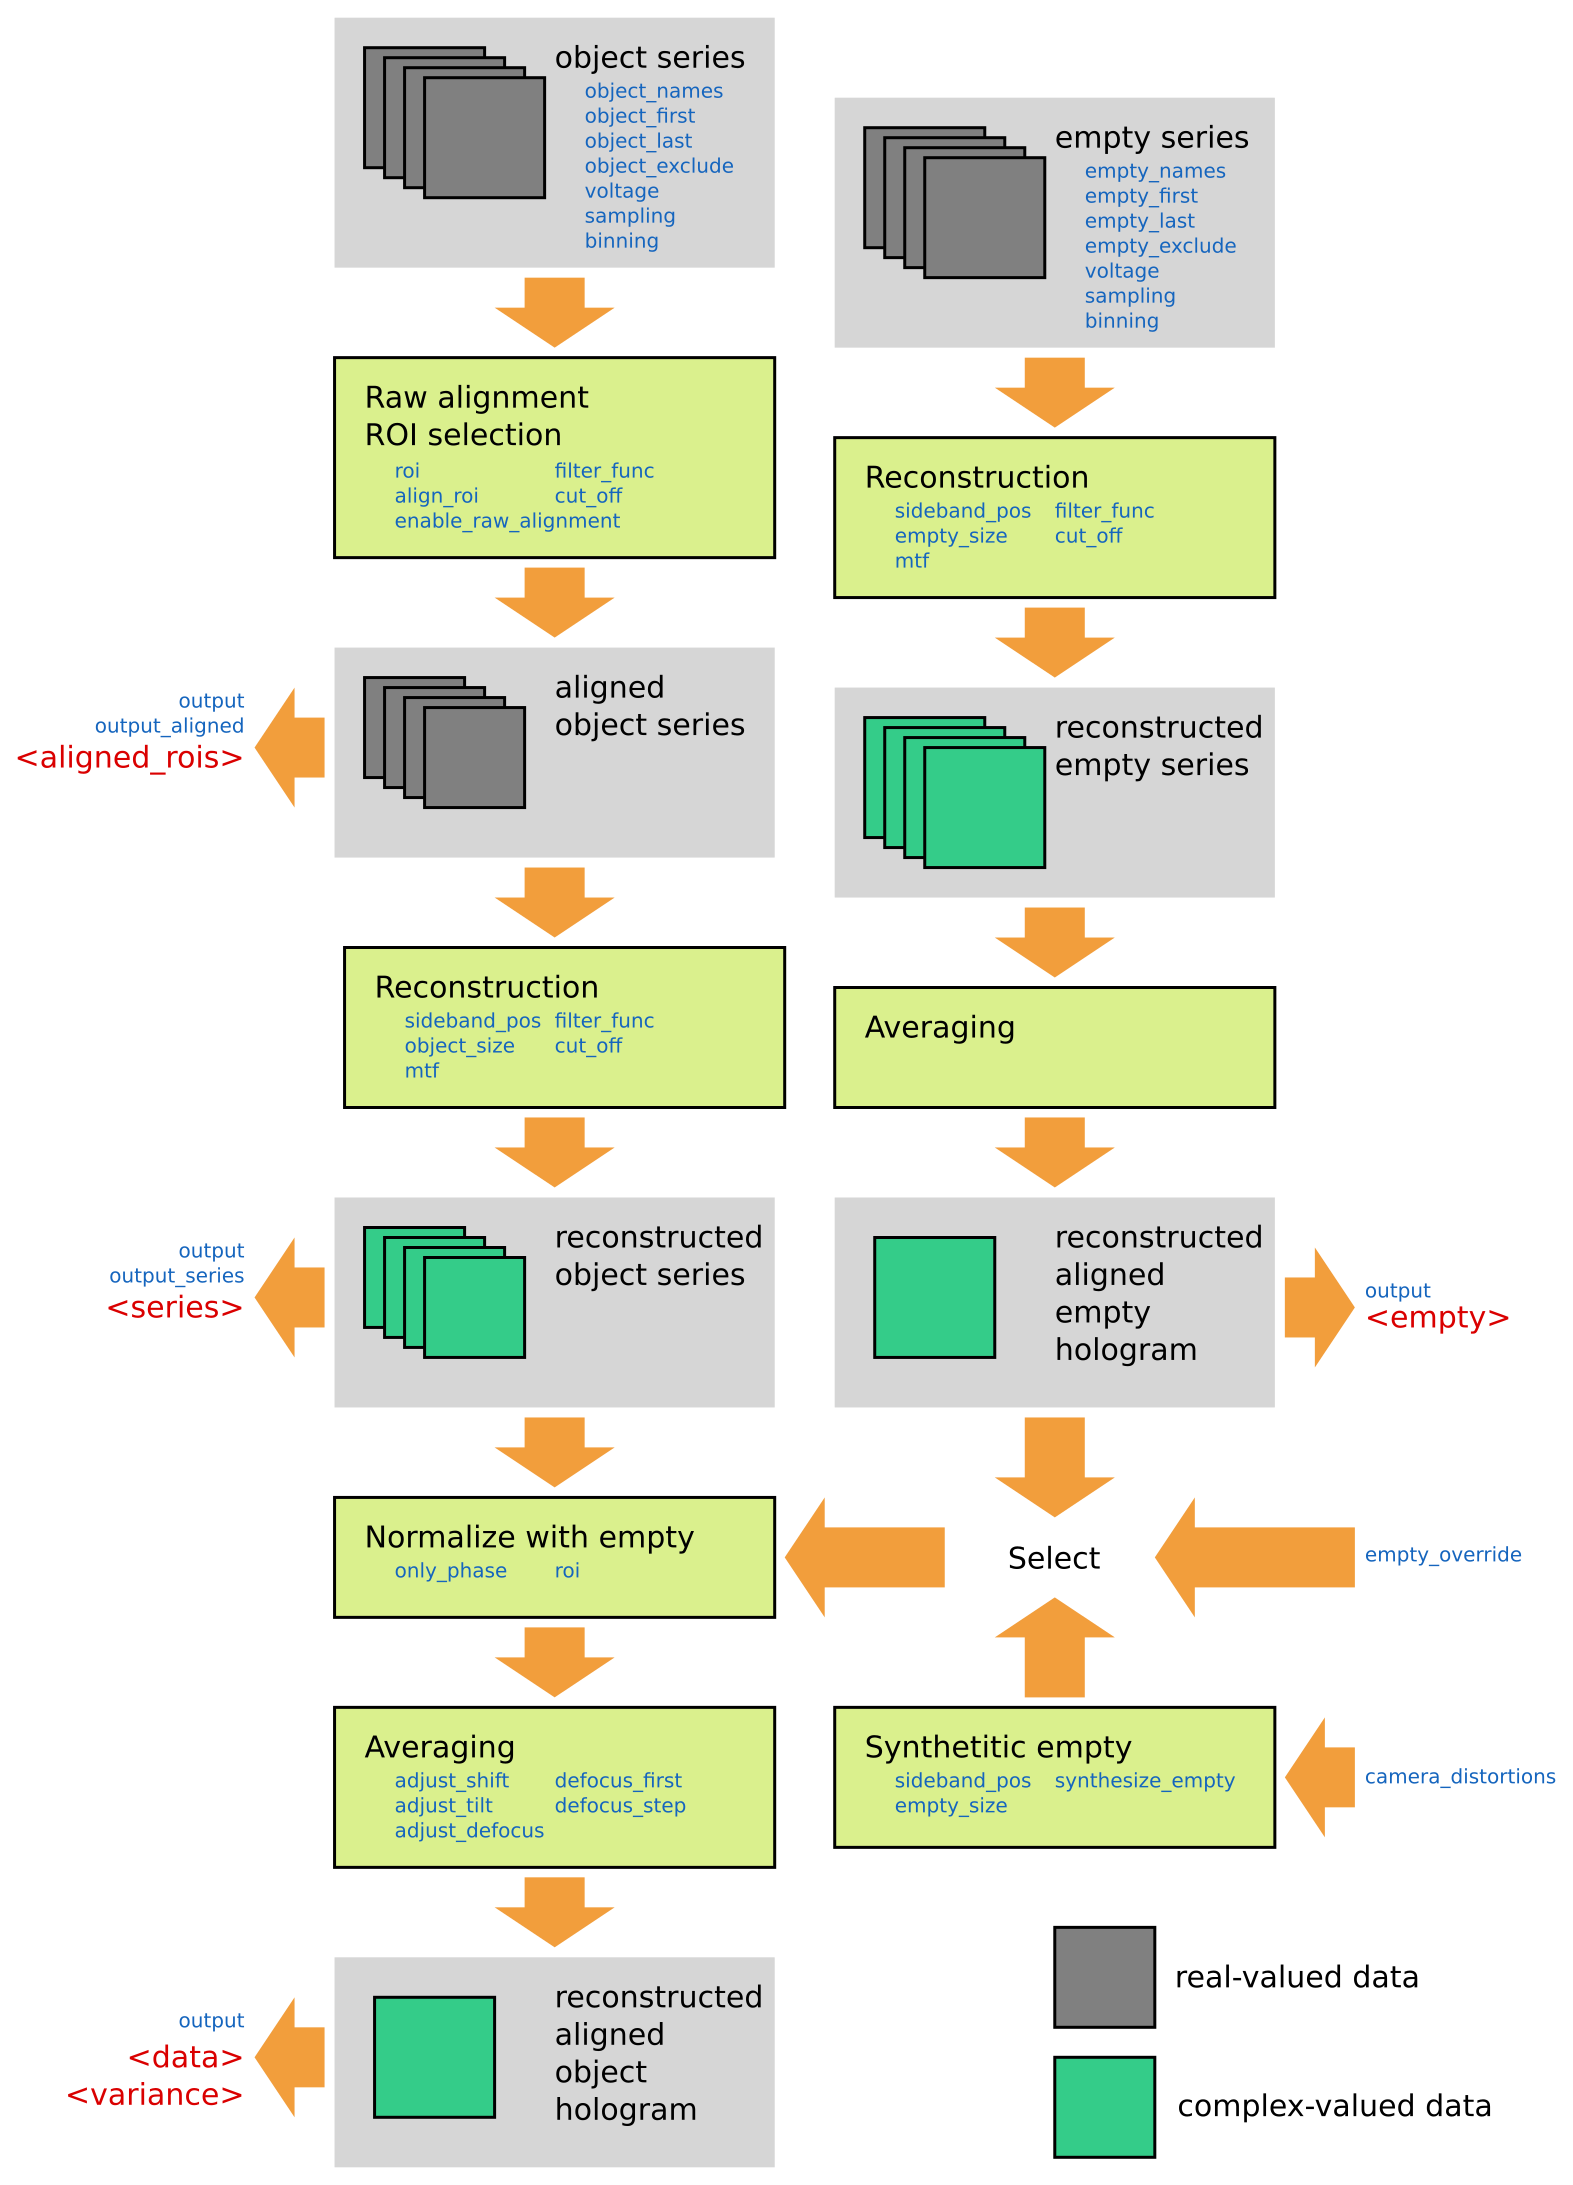 object series
object_names
object_first
object_last
object_exclude
voltage
sampling
binning
empty series
empty_names
empty_first
empty_last
empty_exclude
voltage
sampling
binning
Raw alignment
ROI selection
roi filter_func
align_roi cut_off
enable_raw_alignment
Reconstruction
sideband_pos filter_func
empty_size cut_off
mtf
output
output_aligned
<aligned_rois>
aligned
object series
reconstructed
empty series
Reconstruction
sideband_pos filter_func
object_size cut_off
mtf
Averaging
output
output_series
<series>
reconstructed
object series
reconstructed
aligned
empty
hologram
output
<empty>
Normalize with empty
only_phase roi
Select
empty_override
Averaging
adjust_shift defocus_first
adjust_tilt defocus_step
adjust_defocus
Synthetitic empty
sideband_pos synthesize_empty
empty_size
camera_distortions
output
<data>
<variance>
reconstructed
aligned
object
hologram
real-valued data
complex-valued data